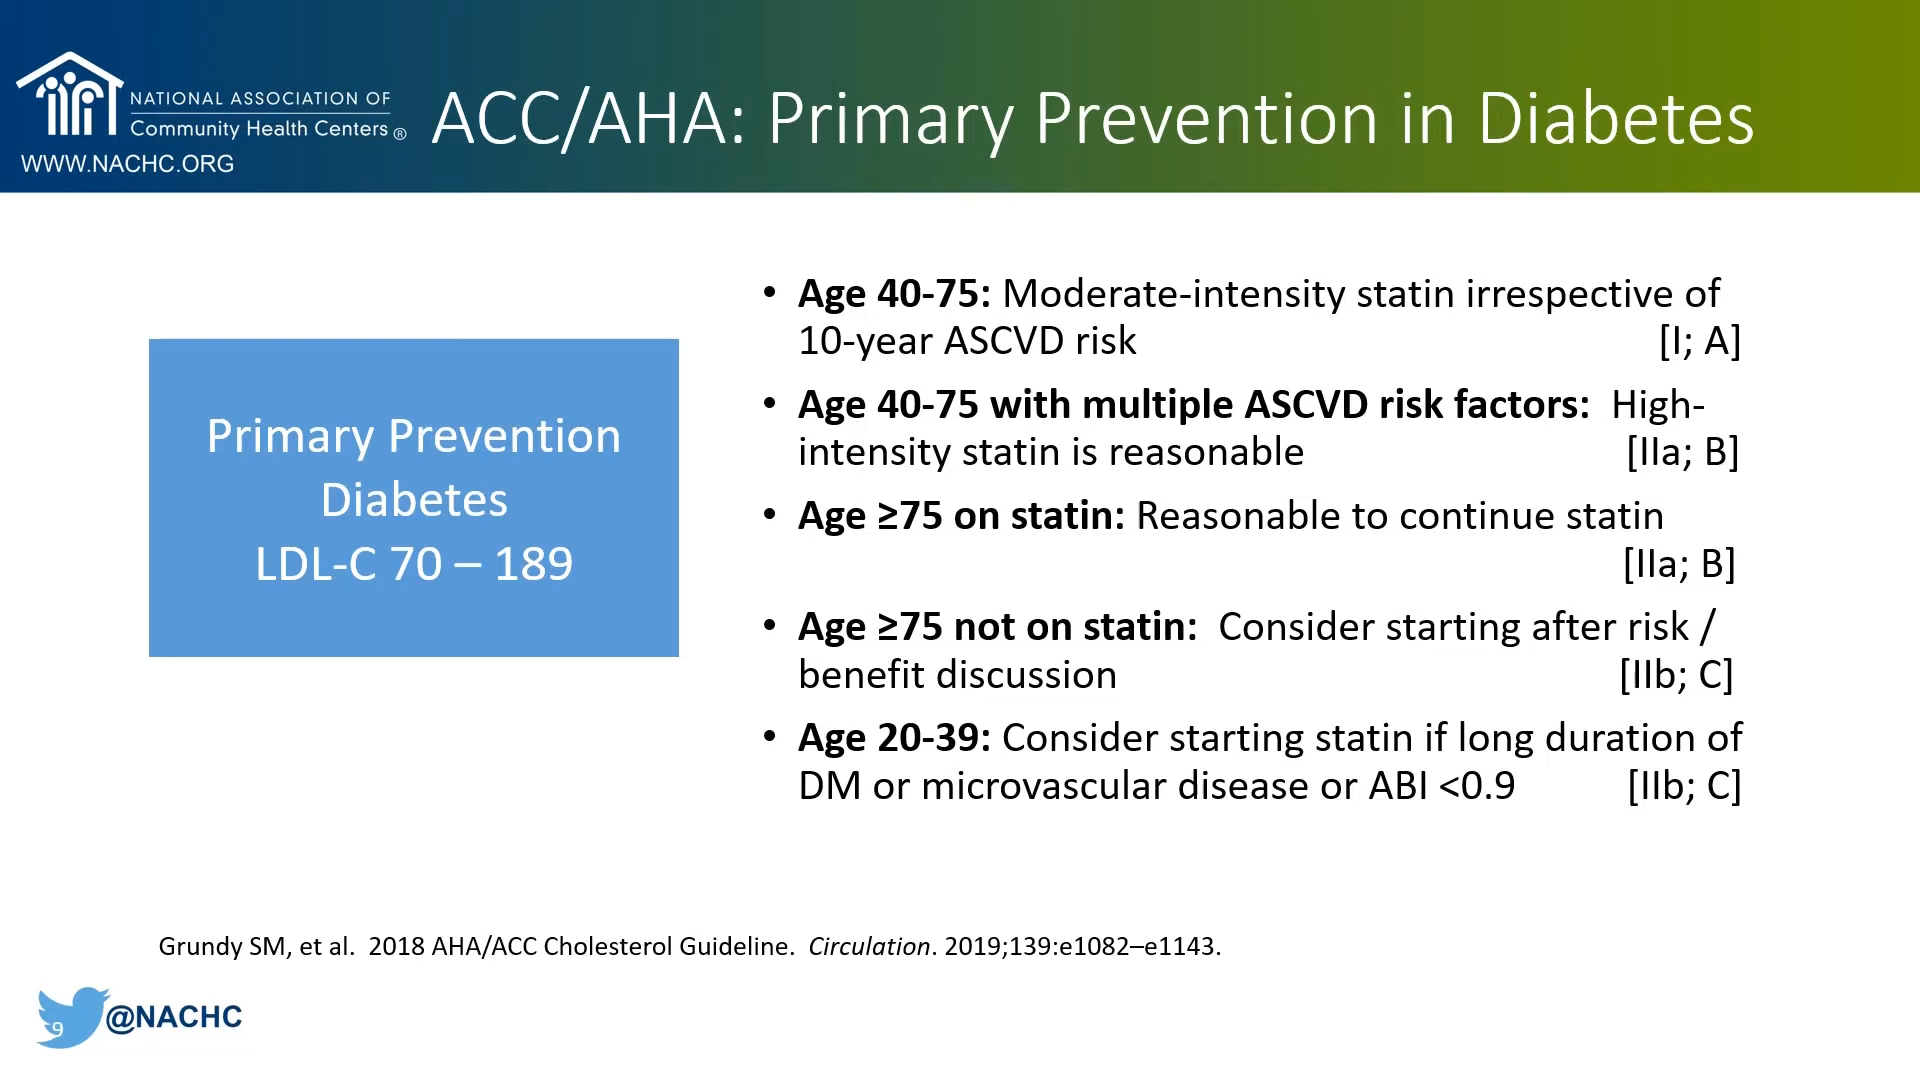 NATIONAL ASSOCIATION OF
Community Health Centers ®
WWW.NACHC.ORG
ACC/AHA: Primary Prevention in Diabetes
Primary Prevention
Diabetes
LDL-C 70 – 189
• Age 40-75: Moderate-intensity statin irrespective of
10-year ASCVD risk [I; A]
• Age 40-75 with multiple ASCVD risk factors: High-
intensity statin is reasonable [IIa; B]
• Age ≥75 on statin: Reasonable to continue statin
[IIa; B]
• Age ≥75 not on statin: Consider starting after risk /
benefit discussion [IIb; C]
• Age 20-39: Consider starting statin if long duration of
DM or microvascular disease or ABI <0.9 [IIb; C]
Grundy SM, et al. 2018 AHA/ACC Cholesterol Guideline. Circulation. 2019;139:e1082–e1143.
9
@NACHC